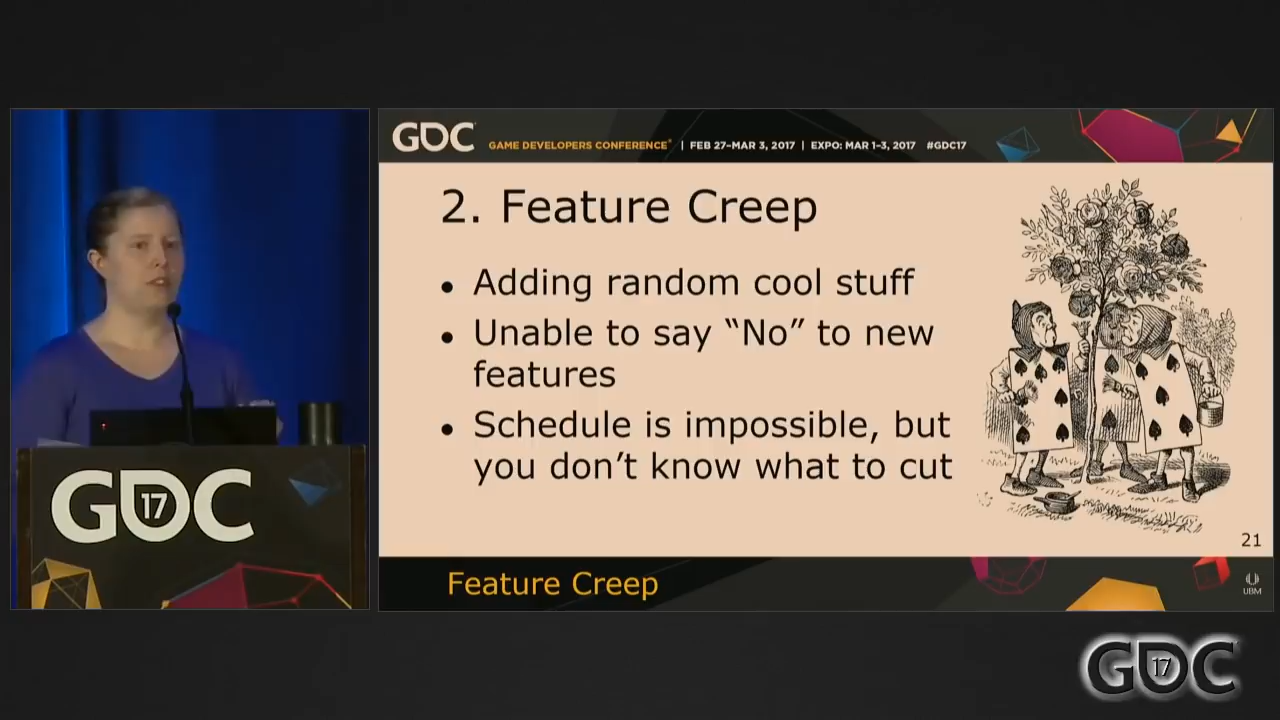 GDC GAME DEVELOPERS CONFERENCE® | FEB 27–MAR 3, 2017 | EXPO: MAR 1–3, 2017 #GDC17
2. Feature Creep
• Adding random cool stuff
• Unable to say “No” to new
features
• Schedule is impossible, but
you don’t know what to cut
21
Feature Creep
UBM
GDC 17
GDC 17